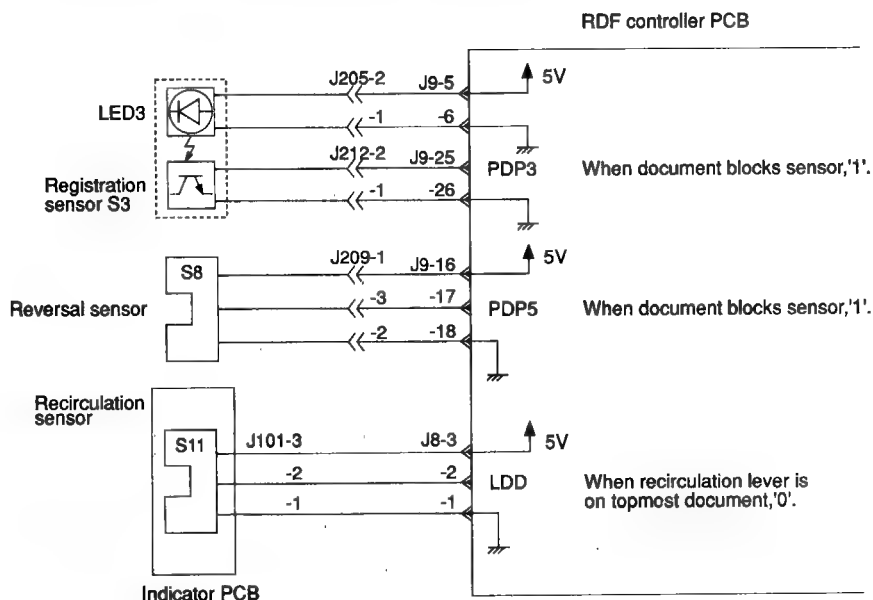 RDF controller PCB
J205-2
J9-5
5V
LED3
-1
-6
J212-2
J9-25
PDP3
When document blocks sensor,'1'.
Registration
sensor S3
-1
-26
J209-1
J9-16
5V
S8
Reversal sensor
-3
-17
PDP5
When document blocks sensor,'1'.
-2
-18
Recirculation
sensor
S11
J101-3
J8-3
5V
-2
-2
LDD
When recirculation lever is
on topmost document,'0'.
-1
-1
Indicator PCB